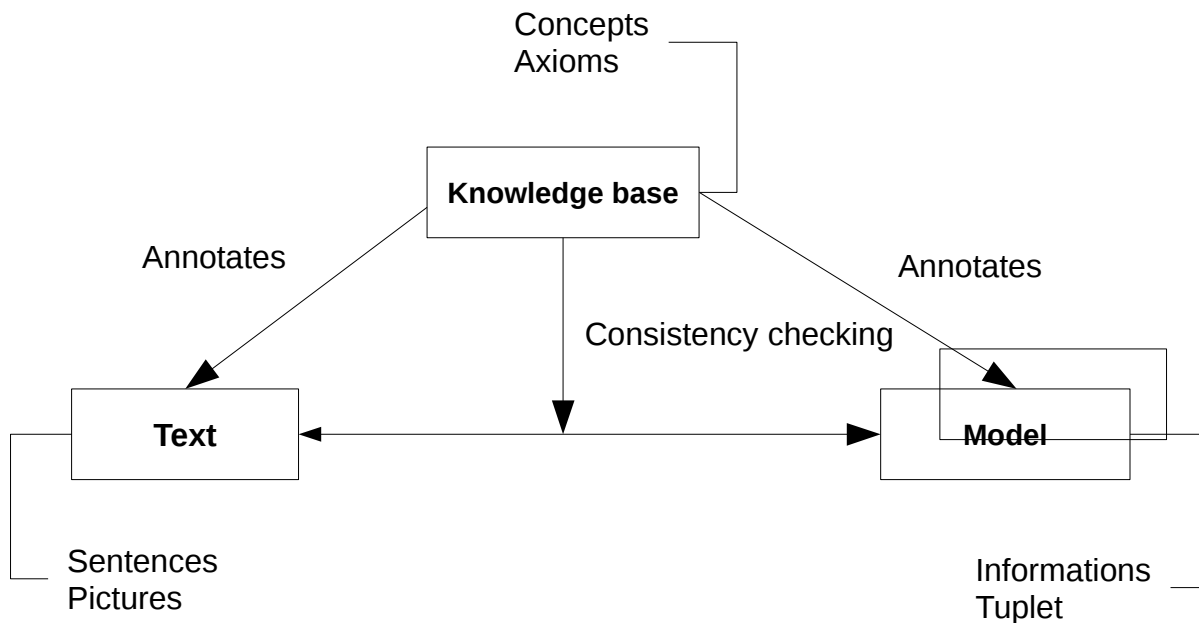 Concepts
Axioms
Knowledge base
Annotates
Annotates
Consistency checking
Text
Model
Sentences
Pictures
Informations
Tuplet